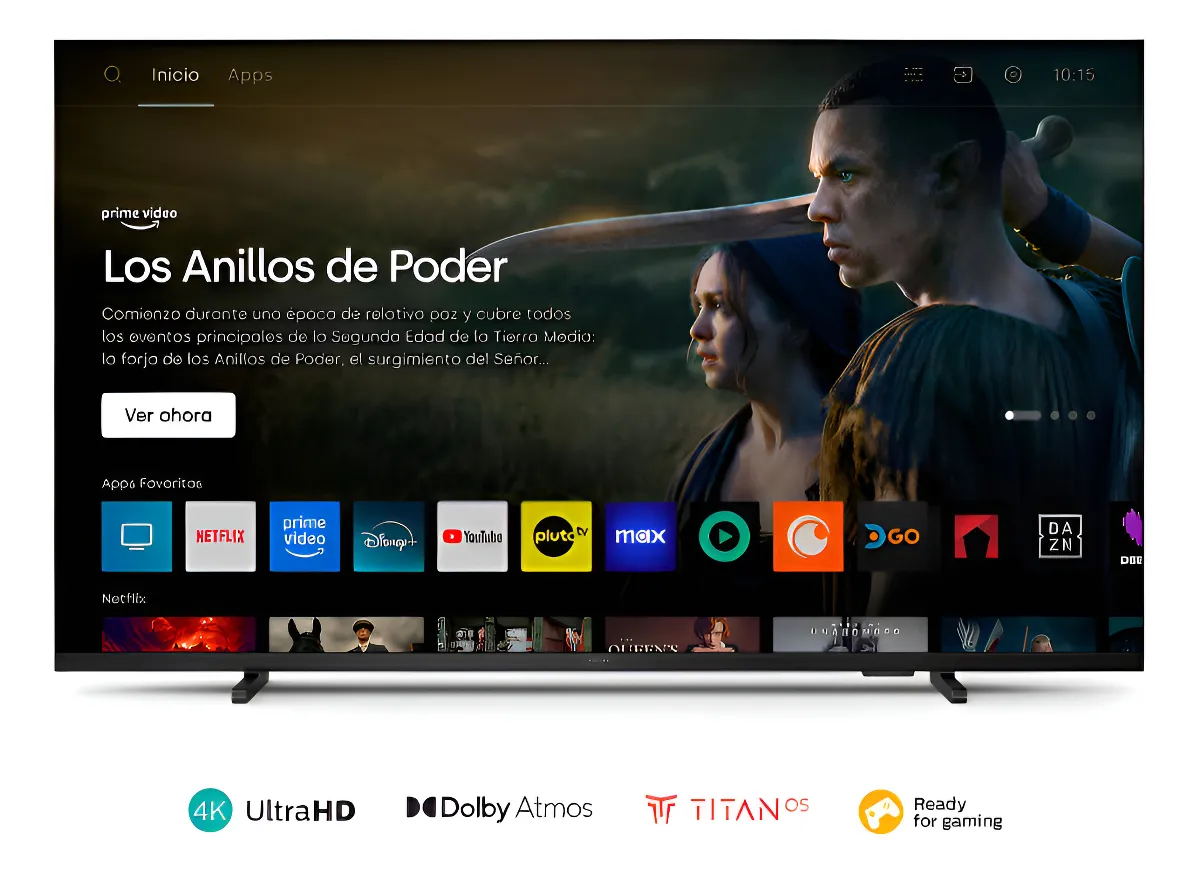 Inicio Apps 10:15
prime video
Los Anillos de Poder
Comienza durante una época de relativa paz y cubre todos
los eventos principales de la Segunda Edad de la Tierra Media:
la forja de los Anillos de Poder, el surgimiento del Señor...
Ver ahora
Apps Favoritas
NETFLIX prime video Disney+ YouTube pluto tv max DGO DAZN
Netflix
QUEEN'S
4K UltraHD Dolby Atmos TITAN OS Ready
for gaming